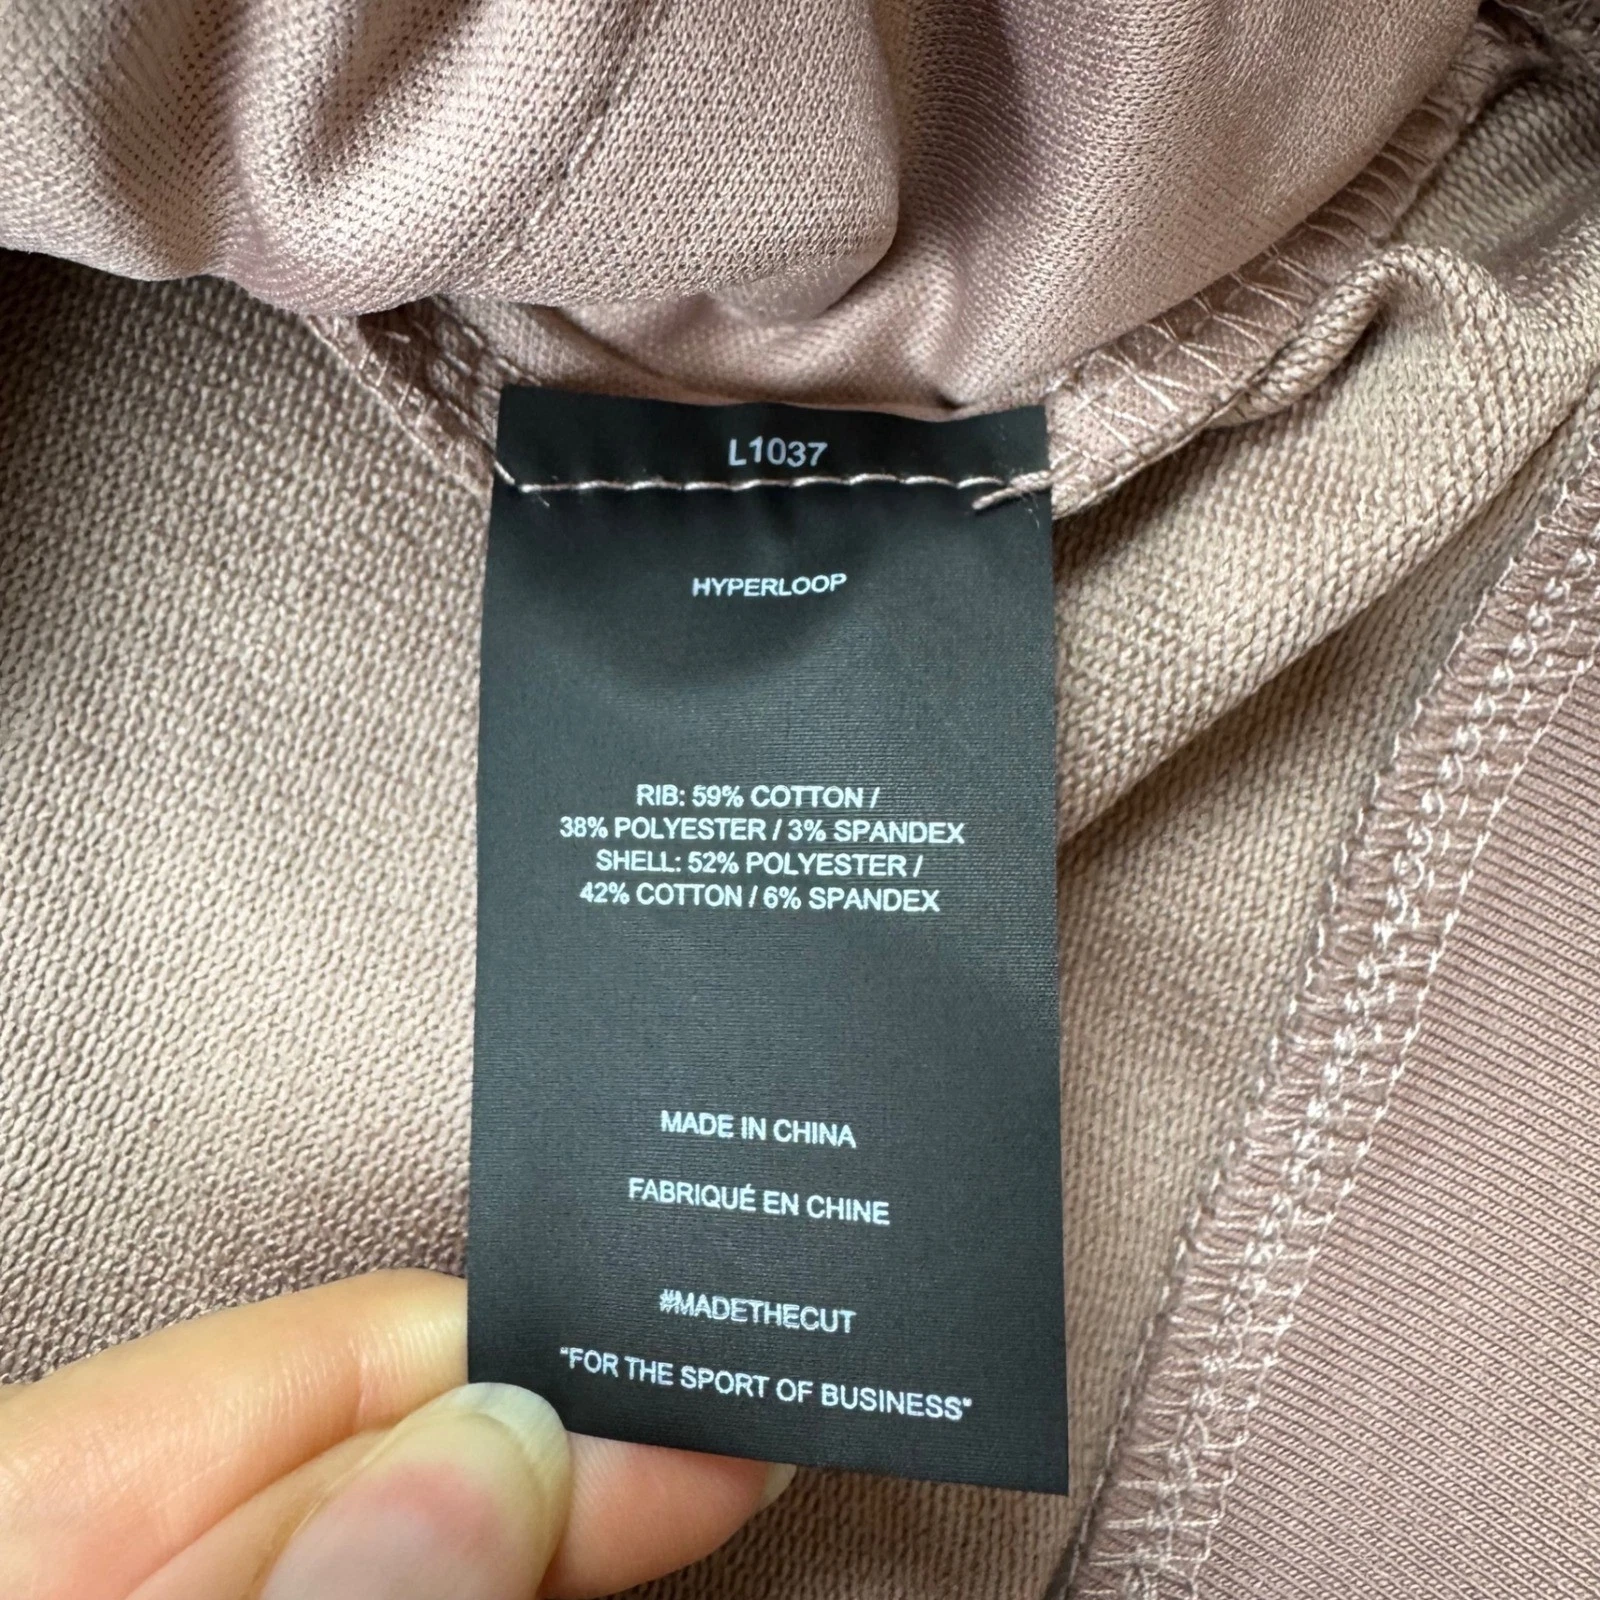 L1037
HYPERLOOP
RIB: 59% COTTON /
38% POLYESTER / 3% SPANDEX
SHELL: 52% POLYESTER /
42% COTTON / 6% SPANDEX
MADE IN CHINA
FABRIQUÉ EN CHINE
#MADETHECUT
"FOR THE SPORT OF BUSINESS"